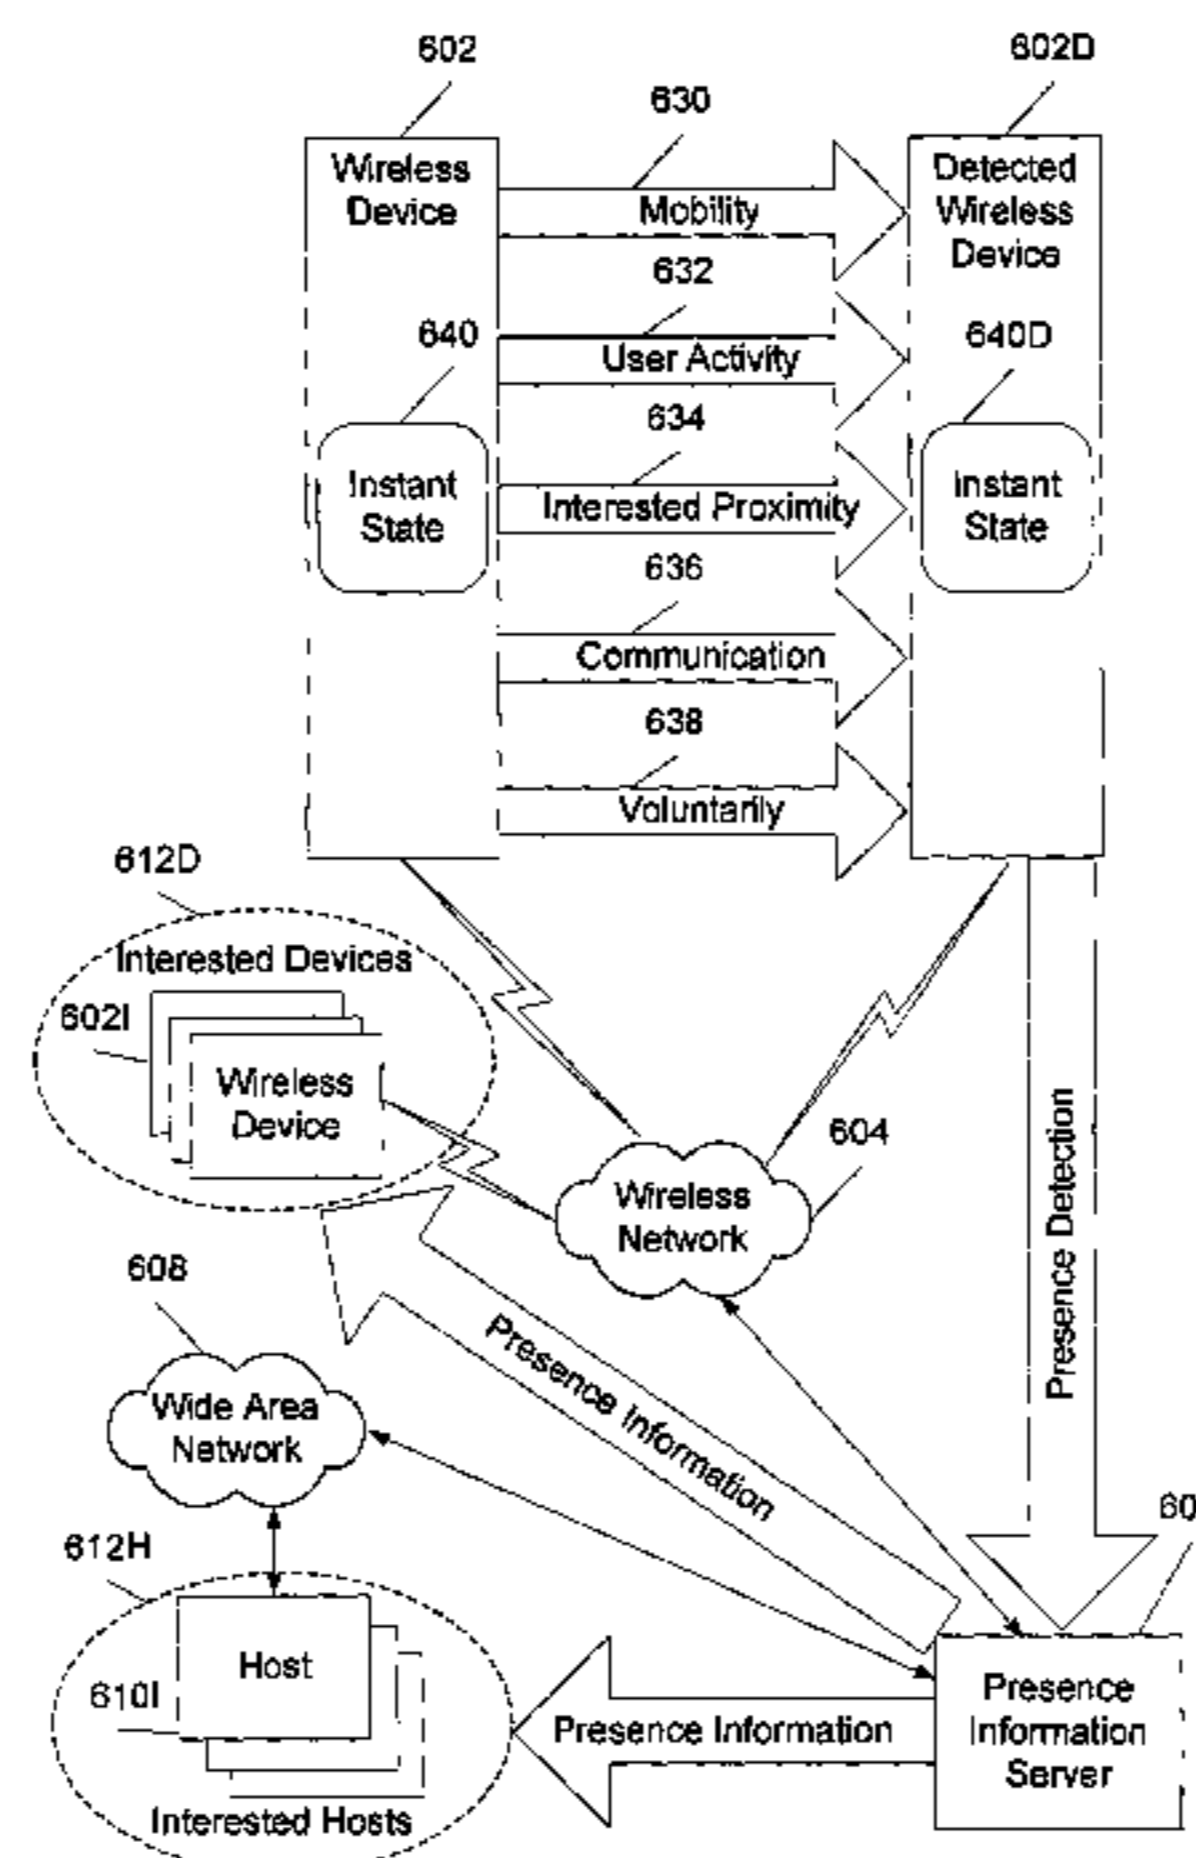 602
602D
630
Wireless
Device
Mobility
Detected
Wireless
Device
632
640
User Activity
640D
634
Instant
State
Interested Proximity
Instant
State
636
Communication
638
Voluntarily
612D
Interested Devices
602I
Wireless
Device
604
Wireless
Network
Presence Detection
608
Presence Information
Wide Area
Network
60
612H
Host
610I
Presence Information
Presence
Information
Server
Interested Hosts